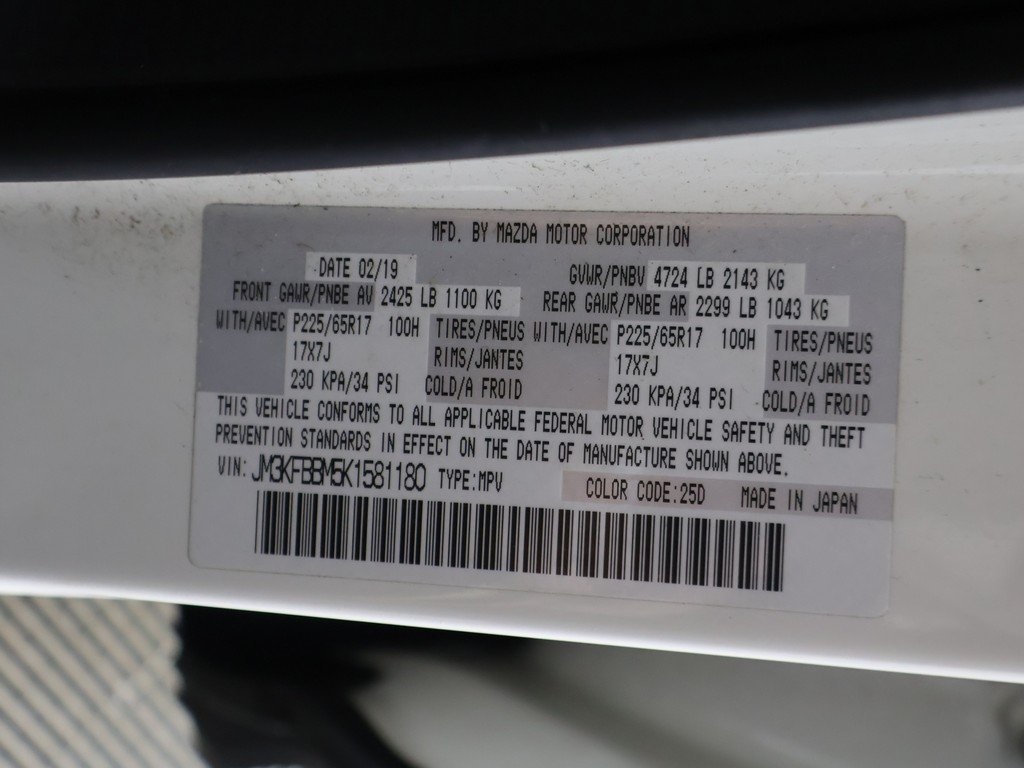 MFD. BY MAZDA MOTOR CORPORATION
DATE 02/19 GVWR/PNBV 4724 LB 2143 KG
FRONT GAWR/PNBE AV 2425 LB 1100 KG REAR GAWR/PNBE AR 2299 LB 1043 KG
WITH/AVEC P225/65R17 100H TIRES/PNEUS WITH/AVEC P225/65R17 100H TIRES/PNEUS
17X7J RIMS/JANTES 17X7J RIMS/JANTES
230 KPA/34 PSI COLD/A FROID 230 KPA/34 PSI COLD/A FROID
THIS VEHICLE CONFORMS TO ALL APPLICABLE FEDERAL MOTOR VEHICLE SAFETY AND THEFT
PREVENTION STANDARDS IN EFFECT ON THE DATE OF MANUFACTURE SHOWN ABOVE.
VIN: JM3KFBBM5K1581180 TYPE:MPV COLOR CODE:25D MADE IN JAPAN